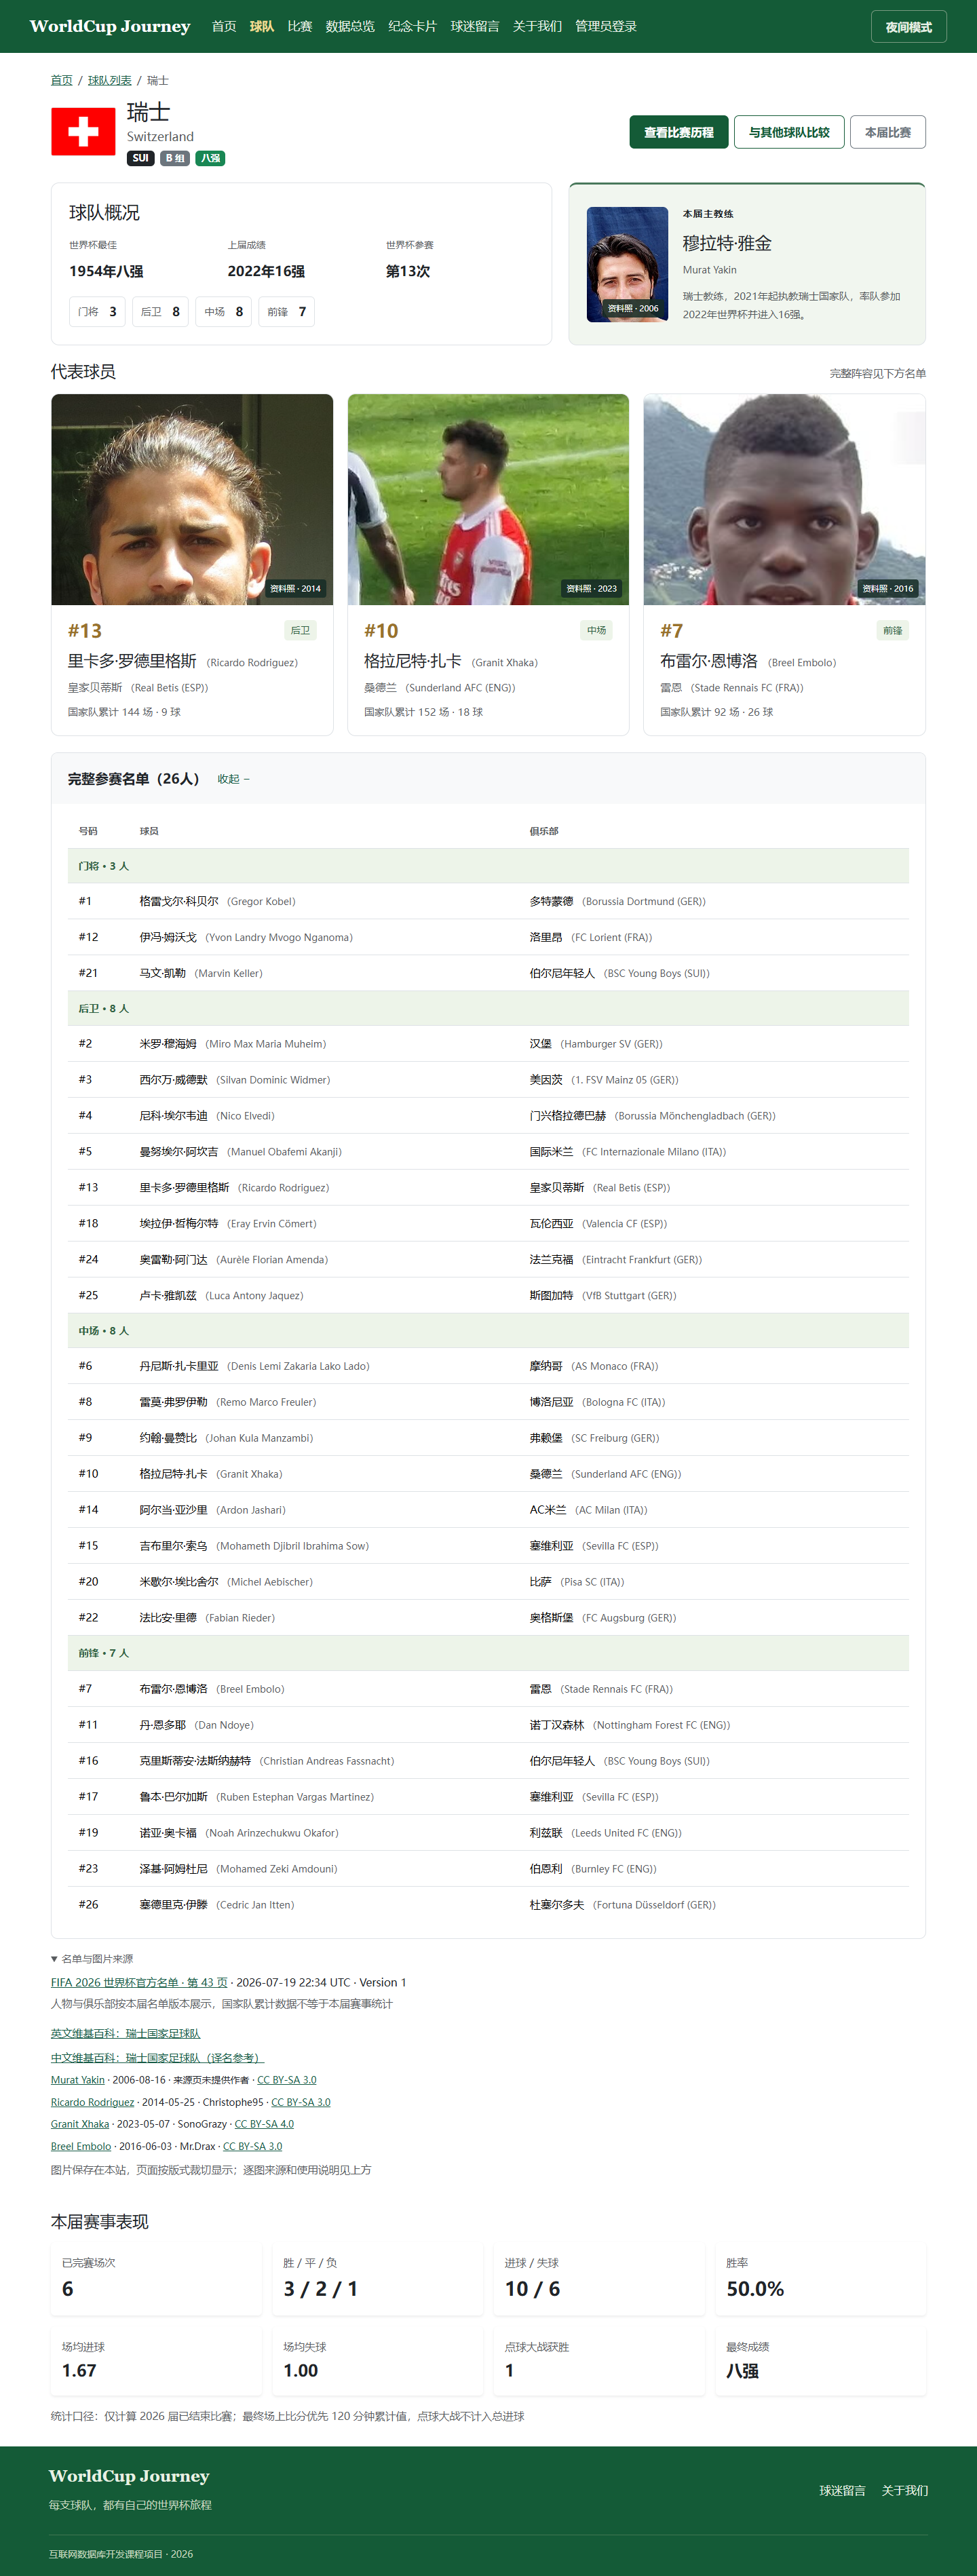 WorldCup Journey 首页 球队 比赛 数据总览 纪念卡片 球迷留言 关于我们 管理员登录 夜间模式
首页 / 球队列表 / 瑞士
瑞士
Switzerland
SUI B 组 八强
查看比赛历程 与其他球队比较 本届比赛
球队概况
世界杯最佳 上届成绩 世界杯参赛
1954年八强 2022年16强 第13次
门将 3 后卫 8 中场 8 前锋 7
资料照 · 2006
本届主教练
穆拉特·雅金
Murat Yakin
瑞士教练，2021年起执教瑞士国家队，率队参加
2022年世界杯并进入16强。
代表球员 完整阵容见下方名单
资料照 · 2014
#13 后卫
里卡多·罗德里格斯 （Ricardo Rodriguez）
皇家贝蒂斯 （Real Betis (ESP)）
国家队累计 144 场 · 9 球
资料照 · 2023
#10 中场
格拉尼特·扎卡 （Granit Xhaka）
桑德兰 （Sunderland AFC (ENG)）
国家队累计 152 场 · 18 球
资料照 · 2016
#7 前锋
布雷尔·恩博洛 （Breel Embolo）
雷恩 （Stade Rennais FC (FRA)）
国家队累计 92 场 · 26 球
完整参赛名单（26人） 收起 −
号码 球员 俱乐部
门将 • 3 人
#1 格雷戈尔·科贝尔 （Gregor Kobel） 多特蒙德 （Borussia Dortmund (GER)）
#12 伊冯·姆沃戈 （Yvon Landry Mvogo Nganoma） 洛里昂 （FC Lorient (FRA)）
#21 马文·凯勒 （Marvin Keller） 伯尔尼年轻人 （BSC Young Boys (SUI)）
后卫 • 8 人
#2 米罗·穆海姆 （Miro Max Maria Muheim） 汉堡 （Hamburger SV (GER)）
#3 西尔万·威德默 （Silvan Dominic Widmer） 美因茨 （1. FSV Mainz 05 (GER)）
#4 尼科·埃尔韦迪 （Nico Elvedi） 门兴格拉德巴赫 （Borussia Mönchengladbach (GER)）
#5 曼努埃尔·阿坎吉 （Manuel Obafemi Akanji） 国际米兰 （FC Internazionale Milano (ITA)）
#13 里卡多·罗德里格斯 （Ricardo Rodriguez） 皇家贝蒂斯 （Real Betis (ESP)）
#18 埃拉伊·哲梅尔特 （Eray Ervin Cömert） 瓦伦西亚 （Valencia CF (ESP)）
#24 奥雷勒·阿门达 （Aurèle Florian Amenda） 法兰克福 （Eintracht Frankfurt (GER)）
#25 卢卡·雅凯兹 （Luca Antony Jaquez） 斯图加特 （VfB Stuttgart (GER)）
中场 • 8 人
#6 丹尼斯·扎卡里亚 （Denis Lemi Zakaria Lako Lado） 摩纳哥 （AS Monaco (FRA)）
#8 雷莫·弗罗伊勒 （Remo Marco Freuler） 博洛尼亚 （Bologna FC (ITA)）
#9 约翰·曼赞比 （Johan Kula Manzambi） 弗赖堡 （SC Freiburg (GER)）
#10 格拉尼特·扎卡 （Granit Xhaka） 桑德兰 （Sunderland AFC (ENG)）
#14 阿尔当·亚沙里 （Ardon Jashari） AC米兰 （AC Milan (ITA)）
#15 吉布里尔·索乌 （Mohameth Djibril Ibrahima Sow） 塞维利亚 （Sevilla FC (ESP)）
#20 米歇尔·埃比舍尔 （Michel Aebischer） 比萨 （Pisa SC (ITA)）
#22 法比安·里德 （Fabian Rieder） 奥格斯堡 （FC Augsburg (GER)）
前锋 • 7 人
#7 布雷尔·恩博洛 （Breel Embolo） 雷恩 （Stade Rennais FC (FRA)）
#11 丹·恩多耶 （Dan Ndoye） 诺丁汉森林 （Nottingham Forest FC (ENG)）
#16 克里斯蒂安·法斯纳赫特 （Christian Andreas Fassnacht） 伯尔尼年轻人 （BSC Young Boys (SUI)）
#17 鲁本·巴尔加斯 （Ruben Estephan Vargas Martinez） 塞维利亚 （Sevilla FC (ESP)）
#19 诺亚·奥卡福 （Noah Arinzechukwu Okafor） 利兹联 （Leeds United FC (ENG)）
#23 泽基·阿姆杜尼 （Mohamed Zeki Amdouni） 伯恩利 （Burnley FC (ENG)）
#26 塞德里克·伊滕 （Cedric Jan Itten） 杜塞尔多夫 （Fortuna Düsseldorf (GER)）
▼ 名单与图片来源
FIFA 2026 世界杯官方名单 · 第 43 页 · 2026-07-19 22:34 UTC · Version 1
人物与俱乐部按本届名单版本展示，国家队累计数据不等于本届赛事统计
英文维基百科：瑞士国家足球队
中文维基百科：瑞士国家足球队（译名参考）
Murat Yakin · 2006-08-16 · 来源页未提供作者 · CC BY-SA 3.0
Ricardo Rodríguez · 2014-05-25 · Christophe95 · CC BY-SA 3.0
Granit Xhaka · 2023-05-07 · SonoGrazy · CC BY-SA 4.0
Breel Embolo · 2016-06-03 · Mr.Drax · CC BY-SA 3.0
图片保存在本站，页面按版式裁切显示；逐图来源和使用说明见上方
本届赛事表现
已完赛场次 胜 / 平 / 负 进球 / 失球 胜率
6 3 / 2 / 1 10 / 6 50.0%
场均进球 场均失球 点球大战获胜 最终成绩
1.67 1.00 1 八强
统计口径：仅计算 2026 届已结束比赛；最终场上比分优先 120 分钟累计值，点球大战不计入总进球
WorldCup Journey
每支球队，都有自己的世界杯旅程
球迷留言 关于我们
互联网数据库开发课程项目 · 2026